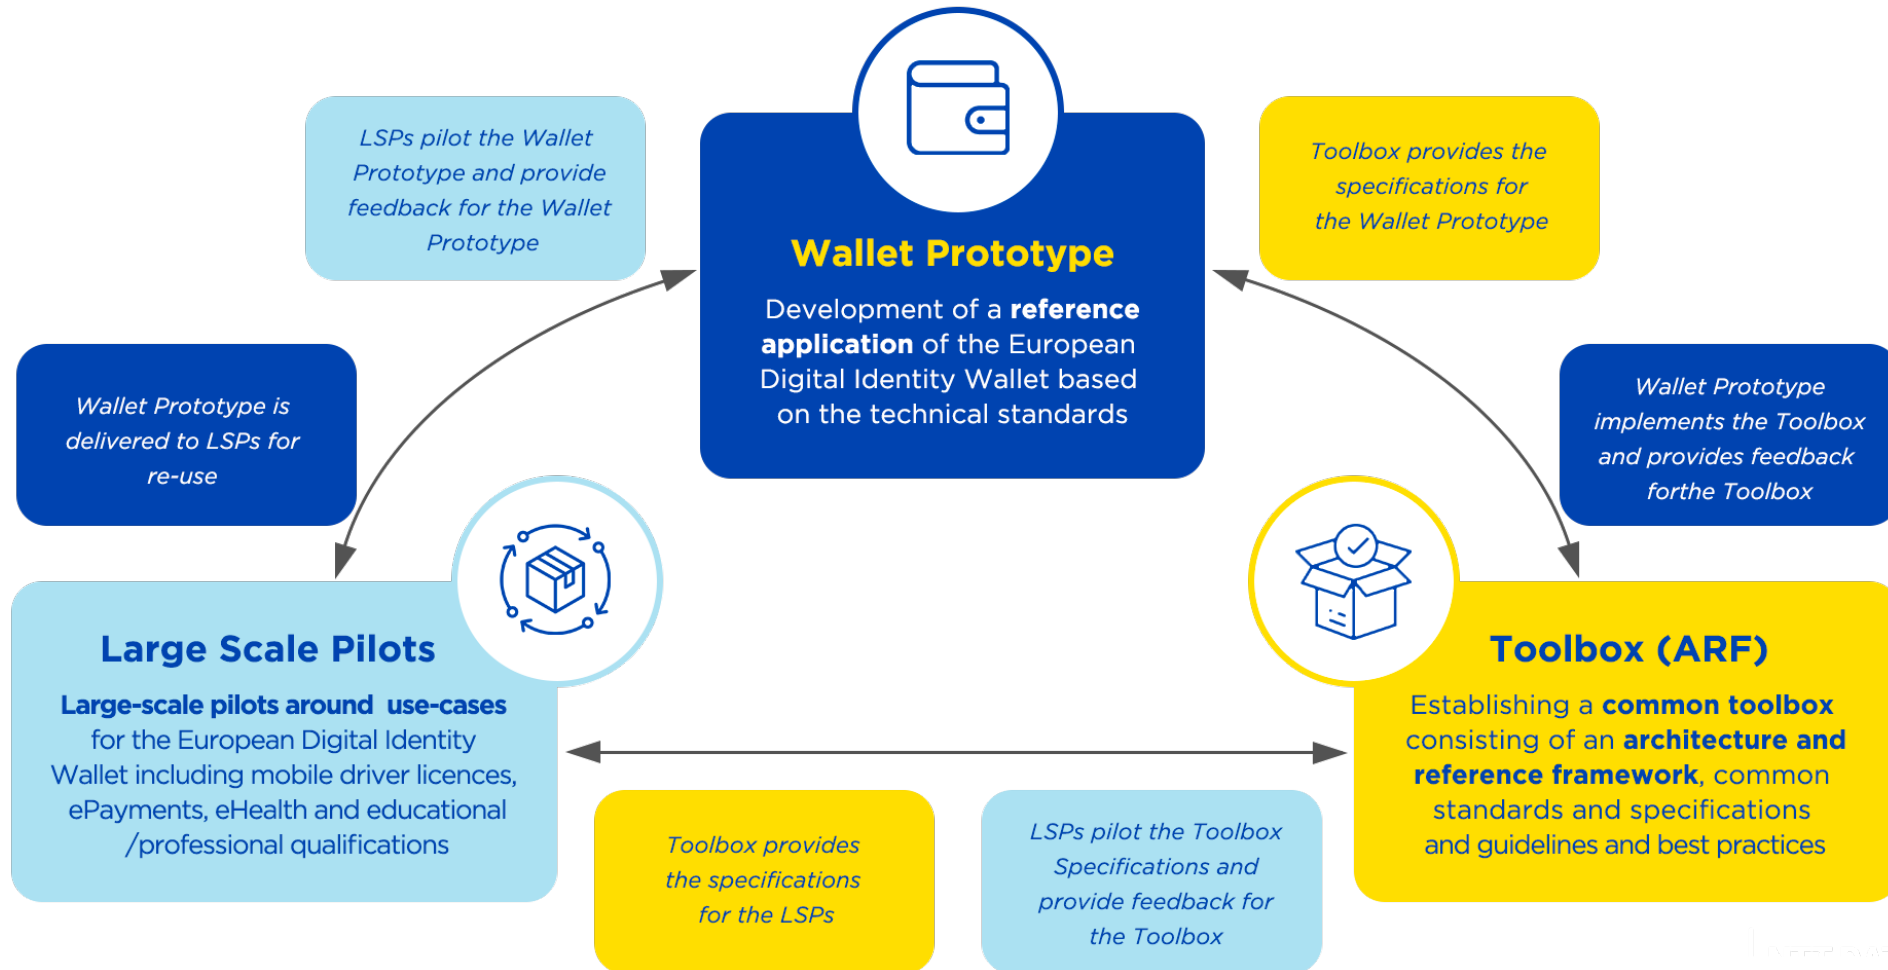 LSPs pilot the Wallet
Prototype and provide
feedback for the Wallet
Prototype
Toolbox provides the
specifications for
the Wallet Prototype
Wallet Prototype
Development of a reference
application of the European
Digital Identity Wallet based
on the technical standards
Wallet Prototype is
delivered to LSPs for
re-use
Wallet Prototype
implements the Toolbox
and provides feedback
forthe Toolbox
Large Scale Pilots
Large-scale pilots around use-cases
for the European Digital Identity
Wallet including mobile driver licences,
ePayments, eHealth and educational
/professional qualifications
Toolbox (ARF)
Establishing a common toolbox
consisting of an architecture and
reference framework, common
standards and specifications
and guidelines and best practices
Toolbox provides
the specifications
for the LSPs
LSPs pilot the Toolbox
Specifications and
provide feedback for
the Toolbox